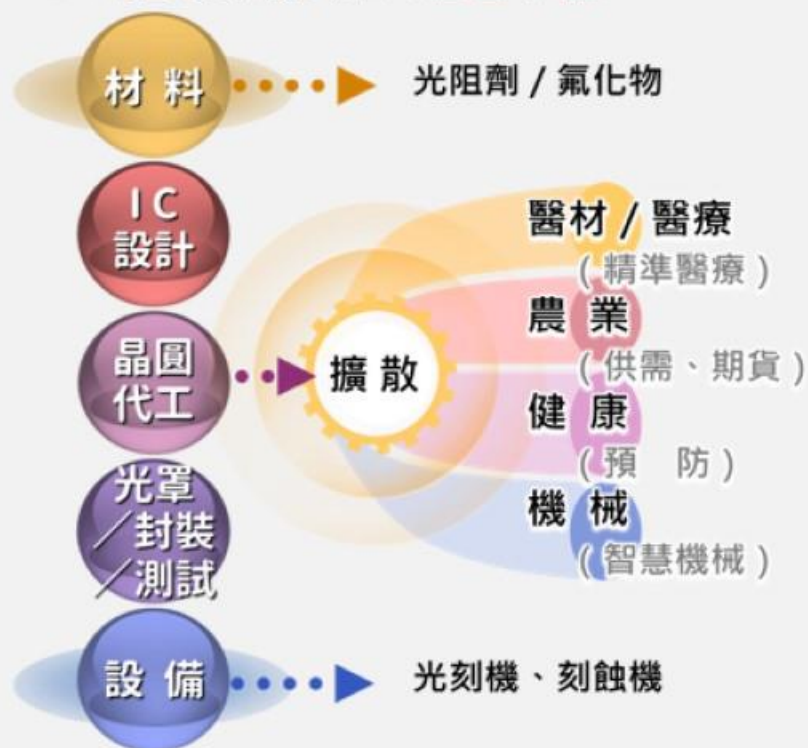 材料
光阻劑 / 氟化物
IC
設計
醫材 / 醫療
(精準醫療)
農業
(供需、期貨)
晶圓
代工
擴散
健康
(預 防)
光罩
/封裝
/測試
機械
(智慧機械)
設備
光刻機、刻蝕機